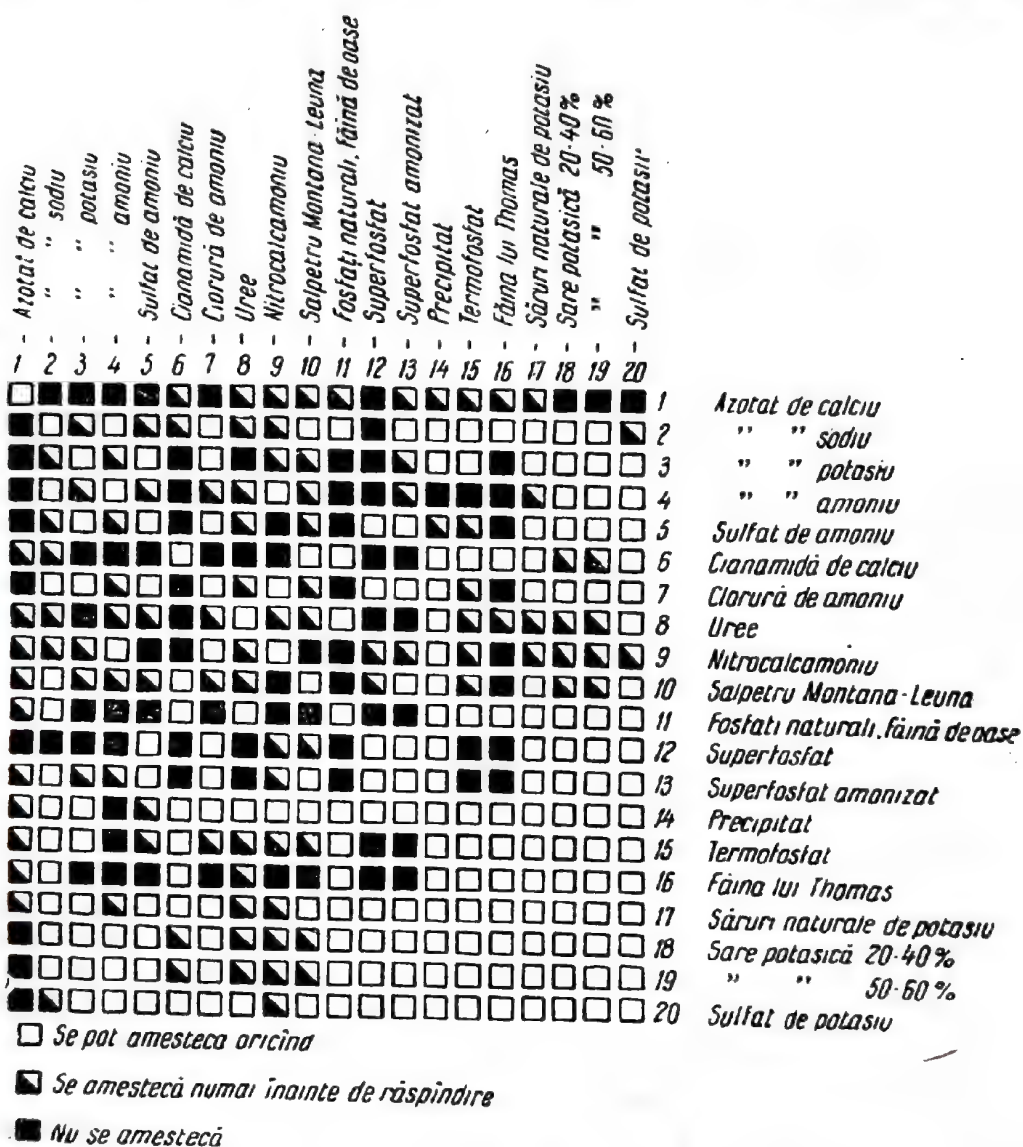 Azotat de calciu
" " sodiu
" " potasiu
" " amoniu
Sulfat de amoniu
Cianamidă de calciu
Clorură de amoniu
Uree
Nitrocalcamoniu
Salpetru Montana-Leuna
Fosfați naturali, făină de oase
Superfosfat
Superfosfat amonizat
Precipitat
Termofosfat
Făina lui Thomas
Săruri naturale de potasiu
Sare potasică 20-40%
" " 50-60%
Sulfat de potasiu
1 2 3 4 5 6 7 8 9 10 11 12 13 14 15 16 17 18 19 20
1 Azotat de calciu
2 " " sodiu
3 " " potasiu
4 " " amoniu
5 Sulfat de amoniu
6 Cianamidă de calciu
7 Clorură de amoniu
8 Uree
9 Nitrocalcamoniu
10 Salpetru Montana-Leuna
11 Fosfati naturali, făină de oase
12 Superfosfat
13 Superfosfat amonizat
14 Precipitat
15 Termofosfat
16 Făina lui Thomas
17 Săruri naturale de potasiu
18 Sare potasică 20-40%
19 " " 50-60%
20 Sulfat de potasiu
Se pot amesteca oricînd
Se amestecă numai înainte de răspîndire
Nu se amestecă